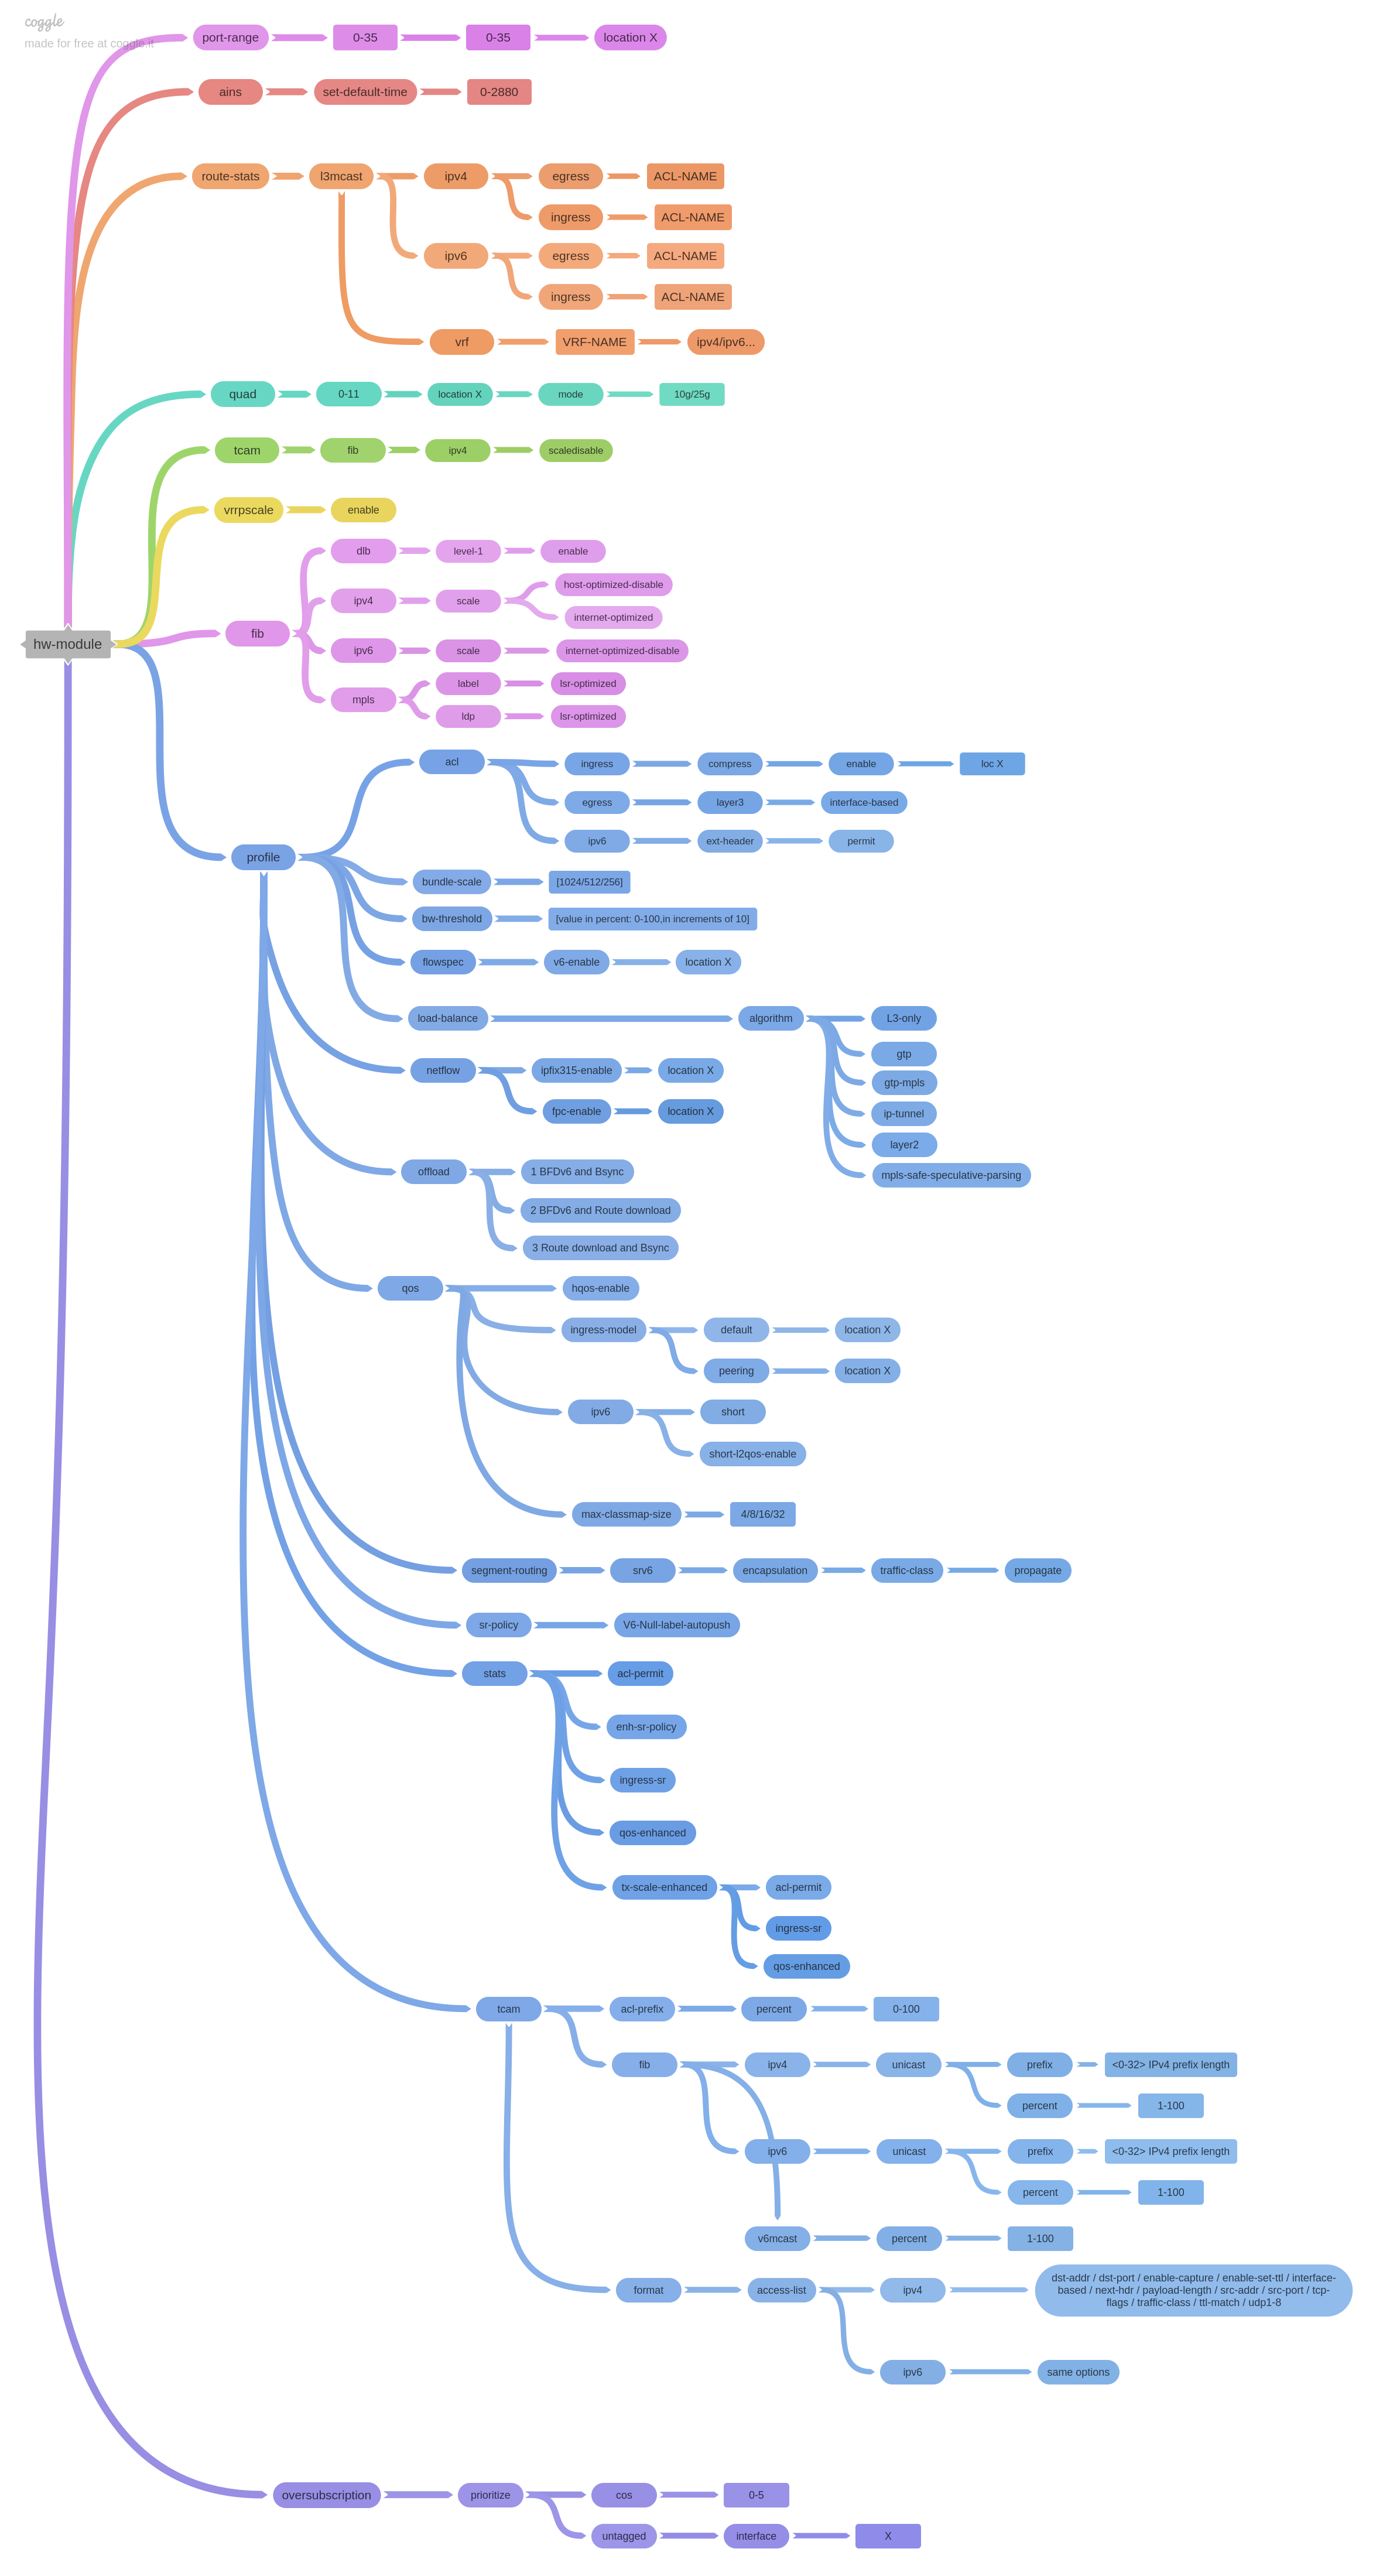 coggle
made for free at coggle.it
port-range
0-35
0-35
location X
ains
set-default-time
0-2880
route-stats
l3mcast
ipv4
egress
ACL-NAME
ingress
ACL-NAME
ipv6
egress
ACL-NAME
ingress
ACL-NAME
vrf
VRF-NAME
ipv4/ipv6...
quad
0-11
location X
mode
10g/25g
tcam
fib
ipv4
scaledisable
vrrpscale
enable
dlb
level-1
enable
host-optimized-disable
ipv4
scale
internet-optimized
fib
hw-module
ipv6
scale
internet-optimized-disable
label
lsr-optimized
mpls
ldp
lsr-optimized
acl
ingress
compress
enable
loc X
egress
layer3
interface-based
ipv6
ext-header
permit
profile
bundle-scale
[1024/512/256]
bw-threshold
[value in percent: 0-100,in increments of 10]
flowspec
v6-enable
location X
load-balance
algorithm
L3-only
gtp
gtp-mpls
ip-tunnel
layer2
mpls-safe-speculative-parsing
netflow
ipfix315-enable
location X
fpc-enable
location X
offload
1 BFDv6 and Bsync
2 BFDv6 and Route download
3 Route download and Bsync
qos
hqos-enable
ingress-model
default
location X
peering
location X
ipv6
short
short-l2qos-enable
max-classmap-size
4/8/16/32
segment-routing
srv6
encapsulation
traffic-class
propagate
sr-policy
V6-Null-label-autopush
stats
acl-permit
enh-sr-policy
ingress-sr
qos-enhanced
tx-scale-enhanced
acl-permit
ingress-sr
qos-enhanced
tcam
acl-prefix
percent
0-100
fib
ipv4
unicast
prefix
<0-32> IPv4 prefix length
percent
1-100
ipv6
unicast
prefix
<0-32> IPv4 prefix length
percent
1-100
v6mcast
percent
1-100
format
access-list
ipv4
dst-addr / dst-port / enable-capture / enable-set-ttl / interface-
based / next-hdr / payload-length / src-addr / src-port / tcp-
flags / traffic-class / ttl-match / udp1-8
ipv6
same options
oversubscription
prioritize
cos
0-5
untagged
interface
X